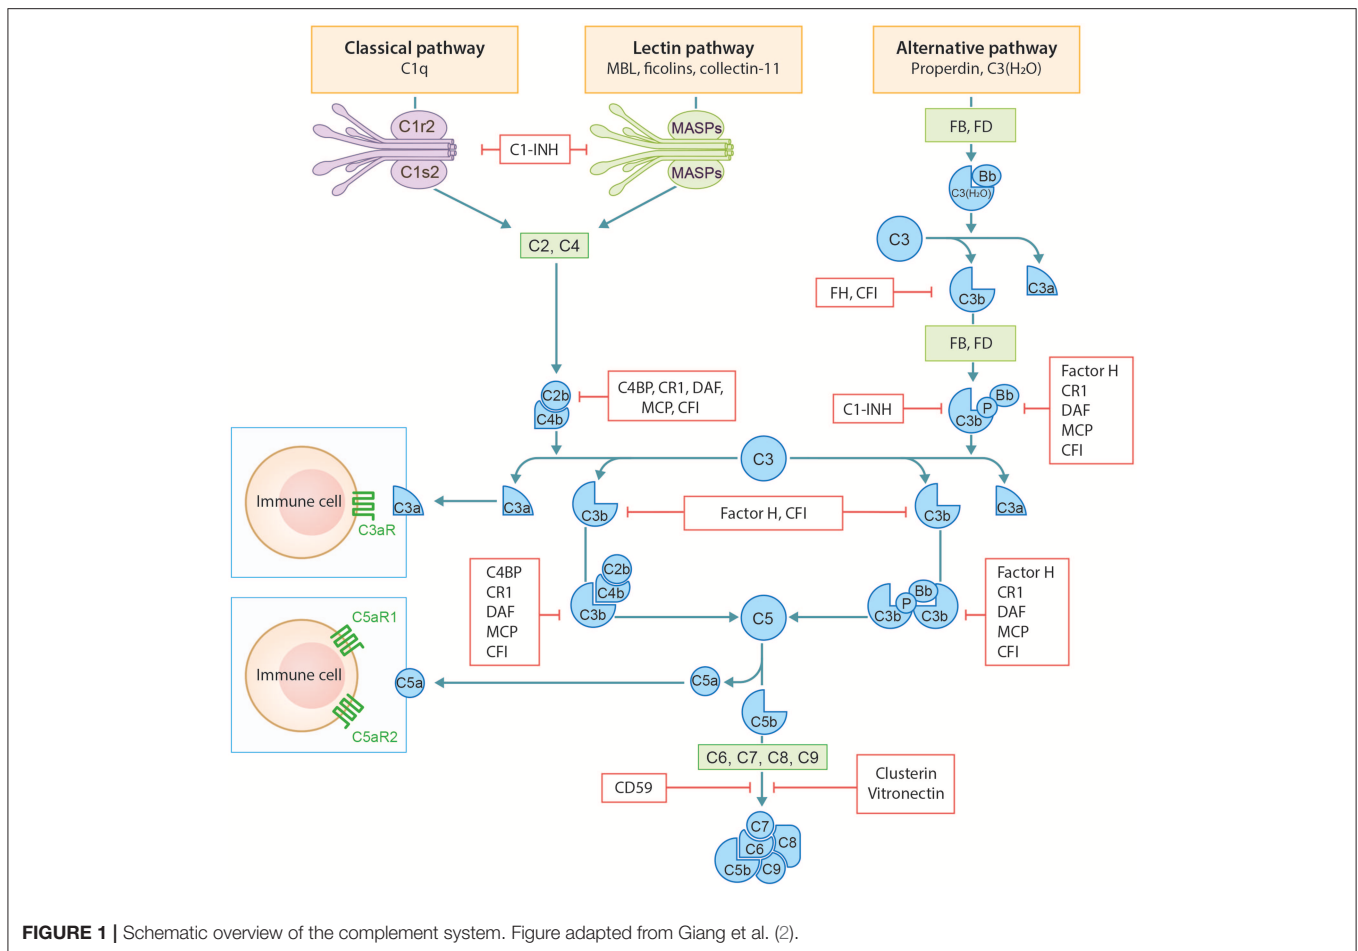 Classical pathway
C1q
Lectin pathway
MBL, ficolins, collectin-11
Alternative pathway
Properdin, C3(H₂O)
C1r2
C1s2
C1-INH
MASPs
MASPs
FB, FD
Bb
C3(H₂O)
C2, C4
C3
C3b
C3a
FH, CFI
FB, FD
C2b
C4b
C4BP, CR1, DAF,
MCP, CFI
C1-INH
Bb
P
C3b
Factor H
CR1
DAF
MCP
CFI
C3
Immune cell
C3aR
C3a
C3a
C3b
Factor H, CFI
C3b
C3a
C4BP
CR1
DAF
MCP
CFI
C2b
C4b
C3b
C5
Bb
P
C3b
C3b
Factor H
CR1
DAF
MCP
CFI
C5aR1
Immune cell
C5aR2
C5a
C5a
C5b
C6, C7, C8, C9
CD59
Clusterin
Vitronectin
C7
C6
C8
C5b
C9
FIGURE 1 | Schematic overview of the complement system. Figure adapted from Giang et al. (2).